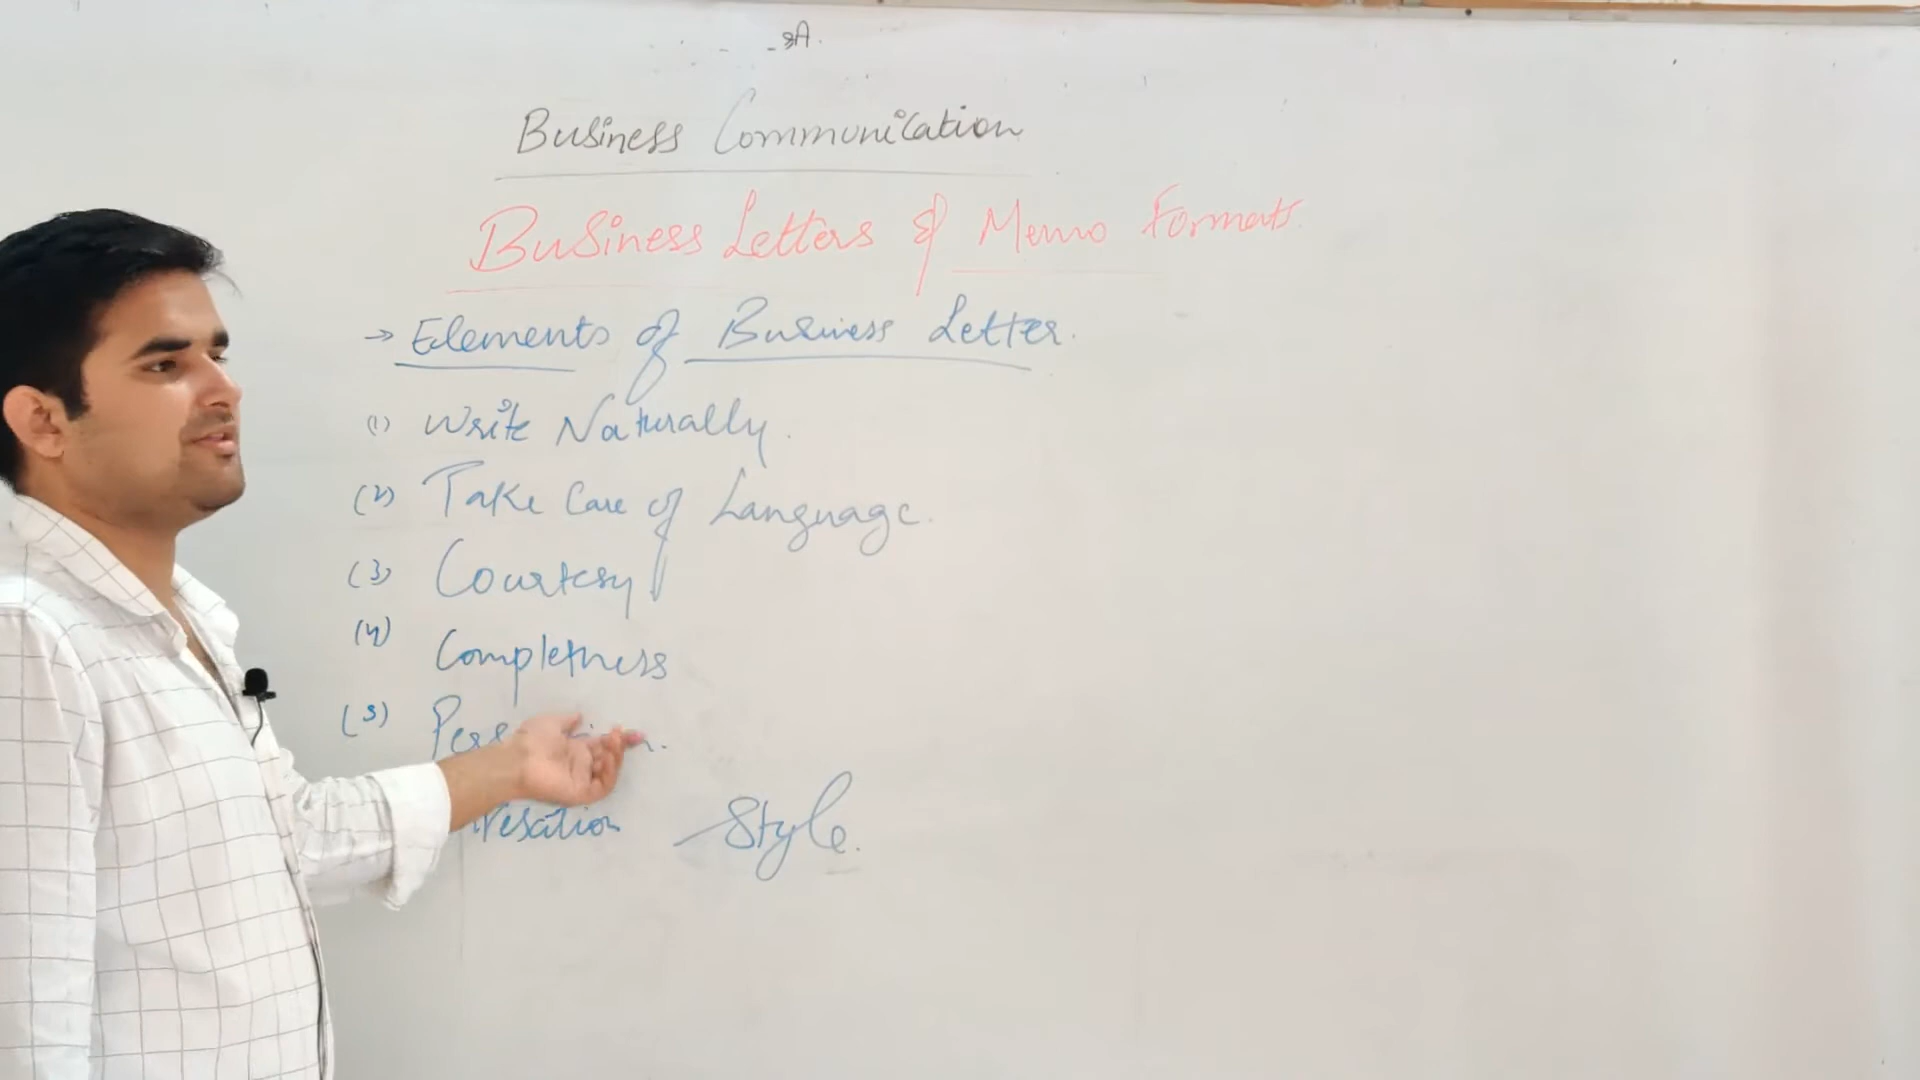 Business Communication
Business Letters & Memo Formats.
→ Elements of Business Letter.
(1) Write Naturally.
(2) Take Care of Language.
(3) Courtesy
(4) Completness
(5)
Style.